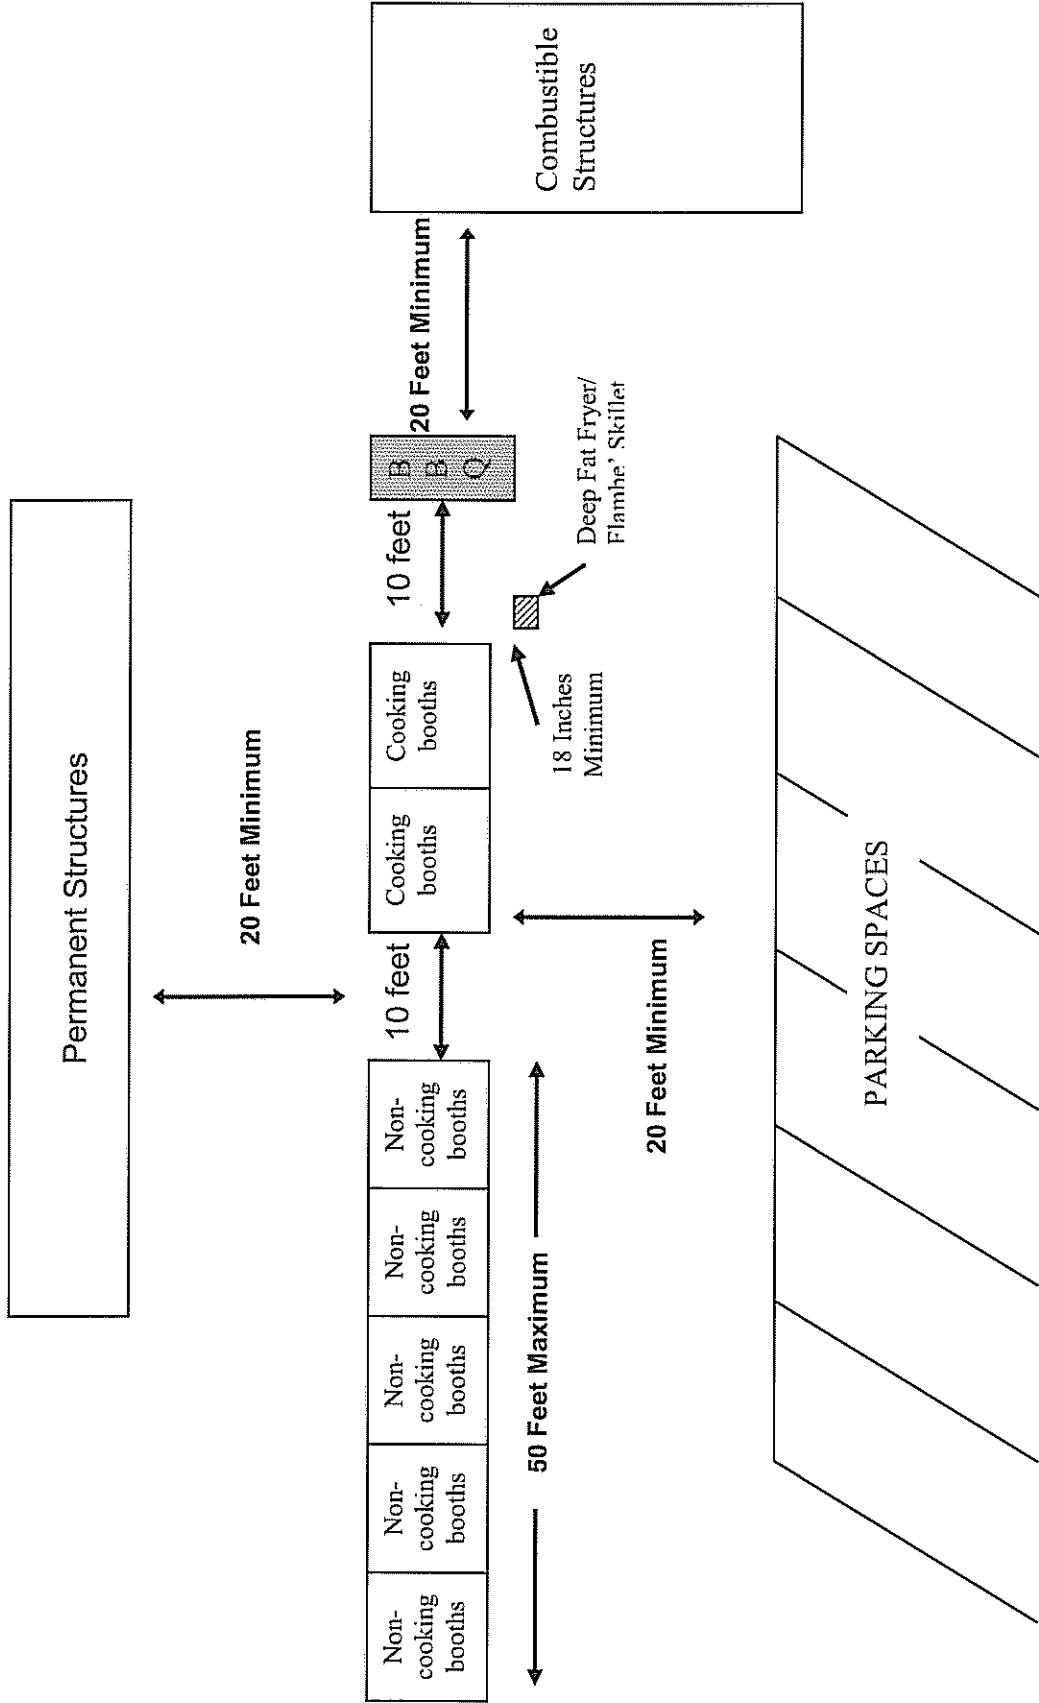 Permanent Structures
20 Feet Minimum
Non-
cooking
booths
Non-
cooking
booths
Non-
cooking
booths
Non-
cooking
booths
Non-
cooking
booths
10 feet
Cooking
booths
Cooking
booths
10 feet
B
B
Q
20 Feet Minimum
Combustible
Structures
50 Feet Maximum
18 Inches
Minimum
Deep Fat Fryer/
Flambe' Skillet
20 Feet Minimum
PARKING SPACES